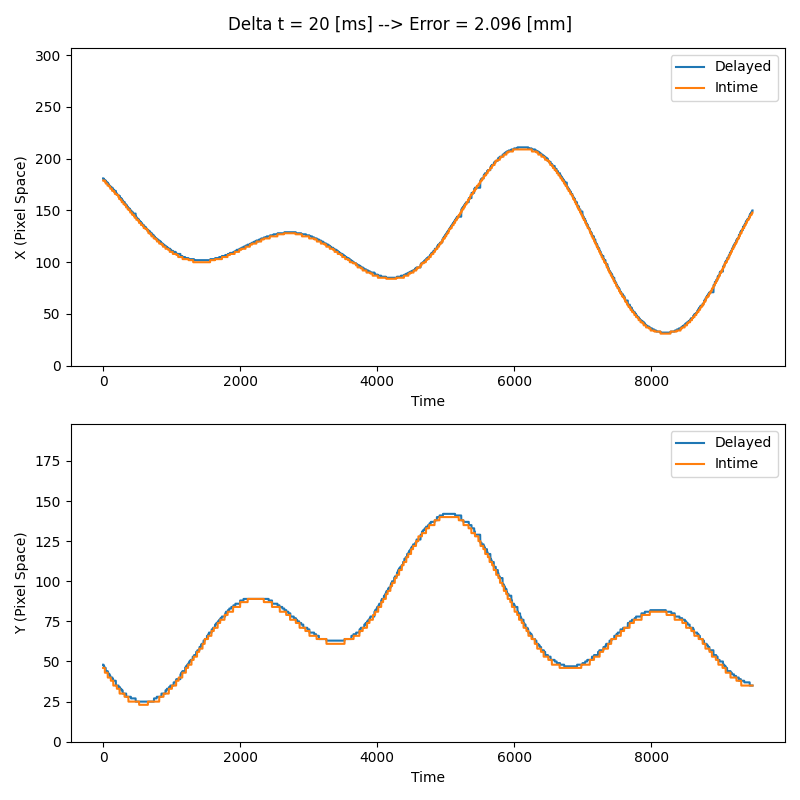 Delta t = 20 [ms] --> Error = 2.096 [mm]
300
250
200
150
100
50
0
X (Pixel Space)
Delayed
Intime
0 2000 4000 6000 8000
Time
175
150
125
100
75
50
25
0
Y (Pixel Space)
Delayed
Intime
0 2000 4000 6000 8000
Time